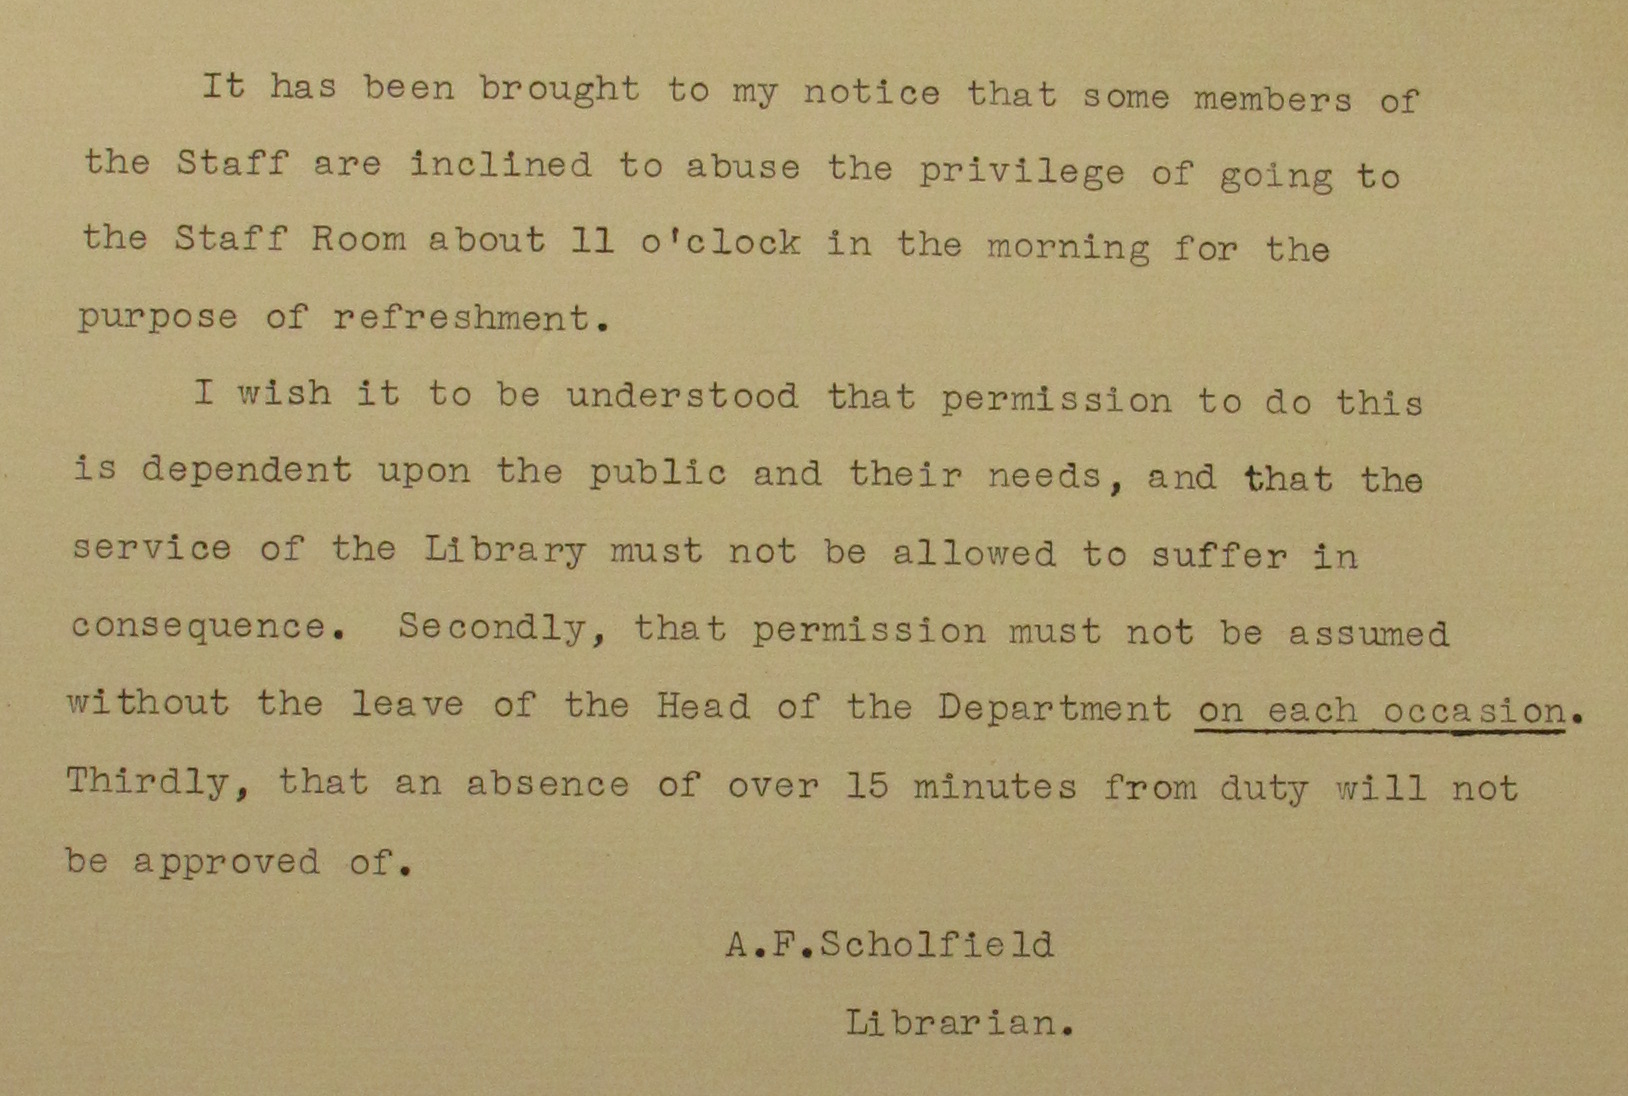 It has been brought to my notice that some members of
the Staff are inclined to abuse the privilege of going to
the Staff Room about 11 o'clock in the morning for the
purpose of refreshment.
I wish it to be understood that permission to do this
is dependent upon the public and their needs, and that the
service of the Library must not be allowed to suffer in
consequence. Secondly, that permission must not be assumed
without the leave of the Head of the Department on each occasion.
Thirdly, that an absence of over 15 minutes from duty will not
be approved of.
A.F.Scholfield
Librarian.